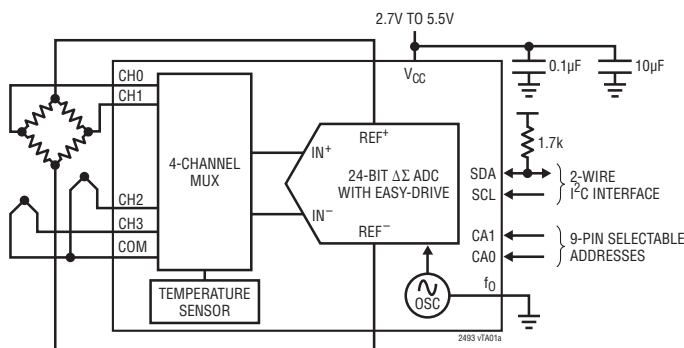 2.7V TO 5.5V
0.1µF
10µF
VCC
CH0
CH1
REF+
1.7k
4-CHANNEL
MUX
IN+
24-BIT ΔΣ ADC
WITH EASY-DRIVE
SDA
SCL
2-WIRE
I2C INTERFACE
CH2
IN−
CH3
REF−
COM
CA1
CA0
9-PIN SELECTABLE
ADDRESSES
TEMPERATURE
SENSOR
OSC
fO
2493 vTA01a